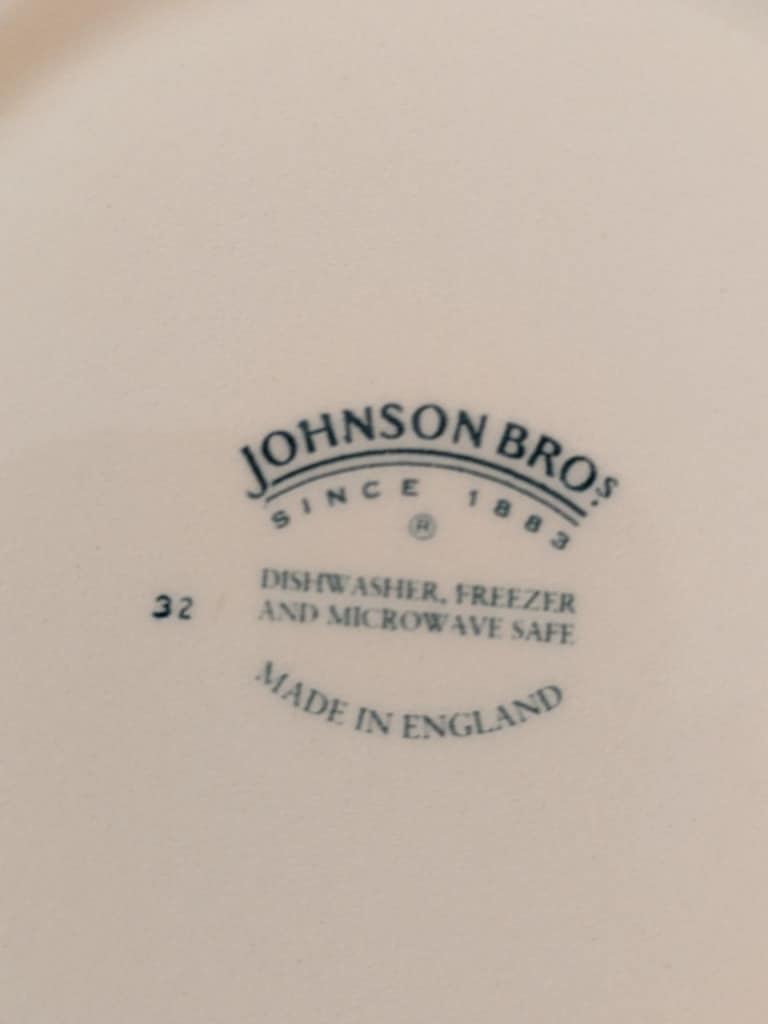 JOHNSON BROS.
SINCE 1883
®
DISHWASHER, FREEZER
AND MICROWAVE SAFE
32
MADE IN ENGLAND